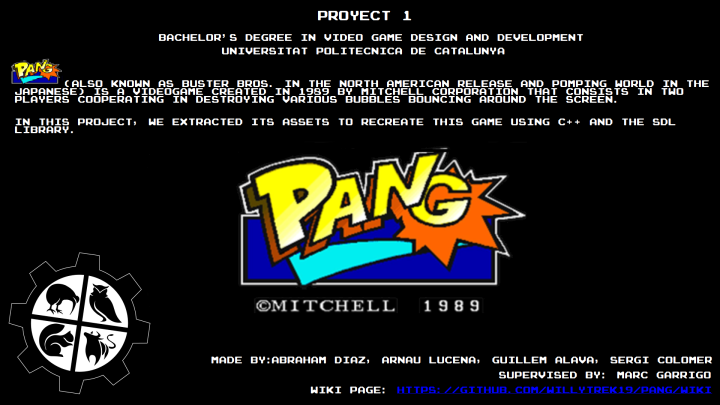 PROYECT 1
BACHELOR'S DEGREE IN VIDEO GAME DESIGN AND DEVELOPMENT
UNIVERSITAT POLITECNICA DE CATALUNYA
PANG (ALSO KNOWN AS BUSTER BROS. IN THE NORTH AMERICAN RELEASE AND POMPING WORLD IN THE
JAPANESE) IS A VIDEOGAME CREATED IN 1989 BY MITCHELL CORPORATION THAT CONSISTS IN TWO
PLAYERS COOPERATING IN DESTROYING VARIOUS BUBBLES BOUNCING AROUND THE SCREEN.
IN THIS PROJECT, WE EXTRACTED ITS ASSETS TO RECREATE THIS GAME USING C++ AND THE SDL
LIBRARY.
PANG
©MITCHELL 1989
MADE BY:ABRAHAM DIAZ, ARNAU LUCENA, GUILLEM ALAVA, SERGI COLOMER
SUPERVISED BY: MARC GARRIGO
WIKI PAGE: HTTPS://GITHUB.COM/WILLYTREK19/PANG/WIKI